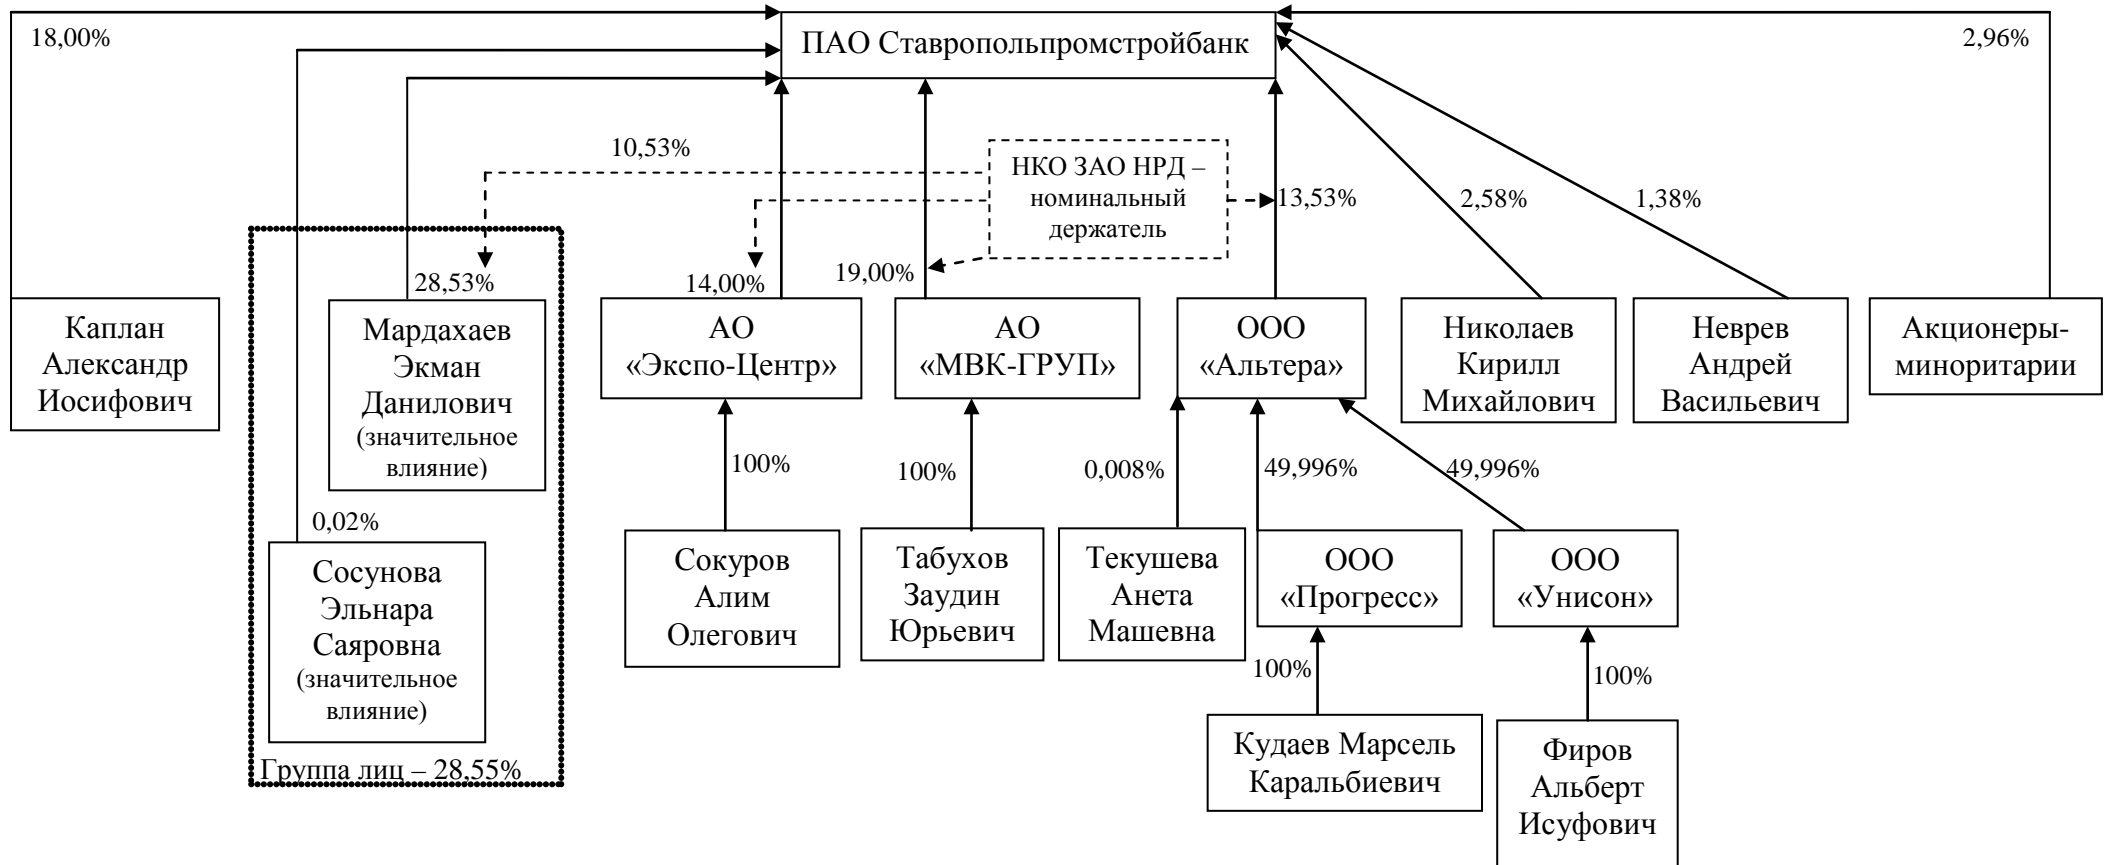 18,00%
ПАО Ставропольпромстройбанк
2,96%
10,53%
НКО ЗАО НРД –
номинальный
держатель
13,53%
2,58%
1,38%
28,53%
14,00%
19,00%
Каплан
Александр
Иосифович
Мардахаев
Экман
Данилович
(значительное
влияние)
АО
«Экспо-Центр»
АО
«МВК-ГРУП»
ООО
«Альтера»
Николаев
Кирилл
Михайлович
Неврев
Андрей
Васильевич
Акционеры-
миноритарии
100%
100%
0,008%
49,996%
49,996%
0,02%
Сосунова
Эльнара
Саяровна
(значительное
влияние)
Группа лиц – 28,55%
Сокуров
Алим
Олегович
Табухов
Заудин
Юрьевич
Текушева
Анета
Машевна
ООО
«Прогресс»
ООО
«Унисон»
100%
100%
Кудаев Марсель
Каральбиевич
Фиров
Альберт
Исуфович